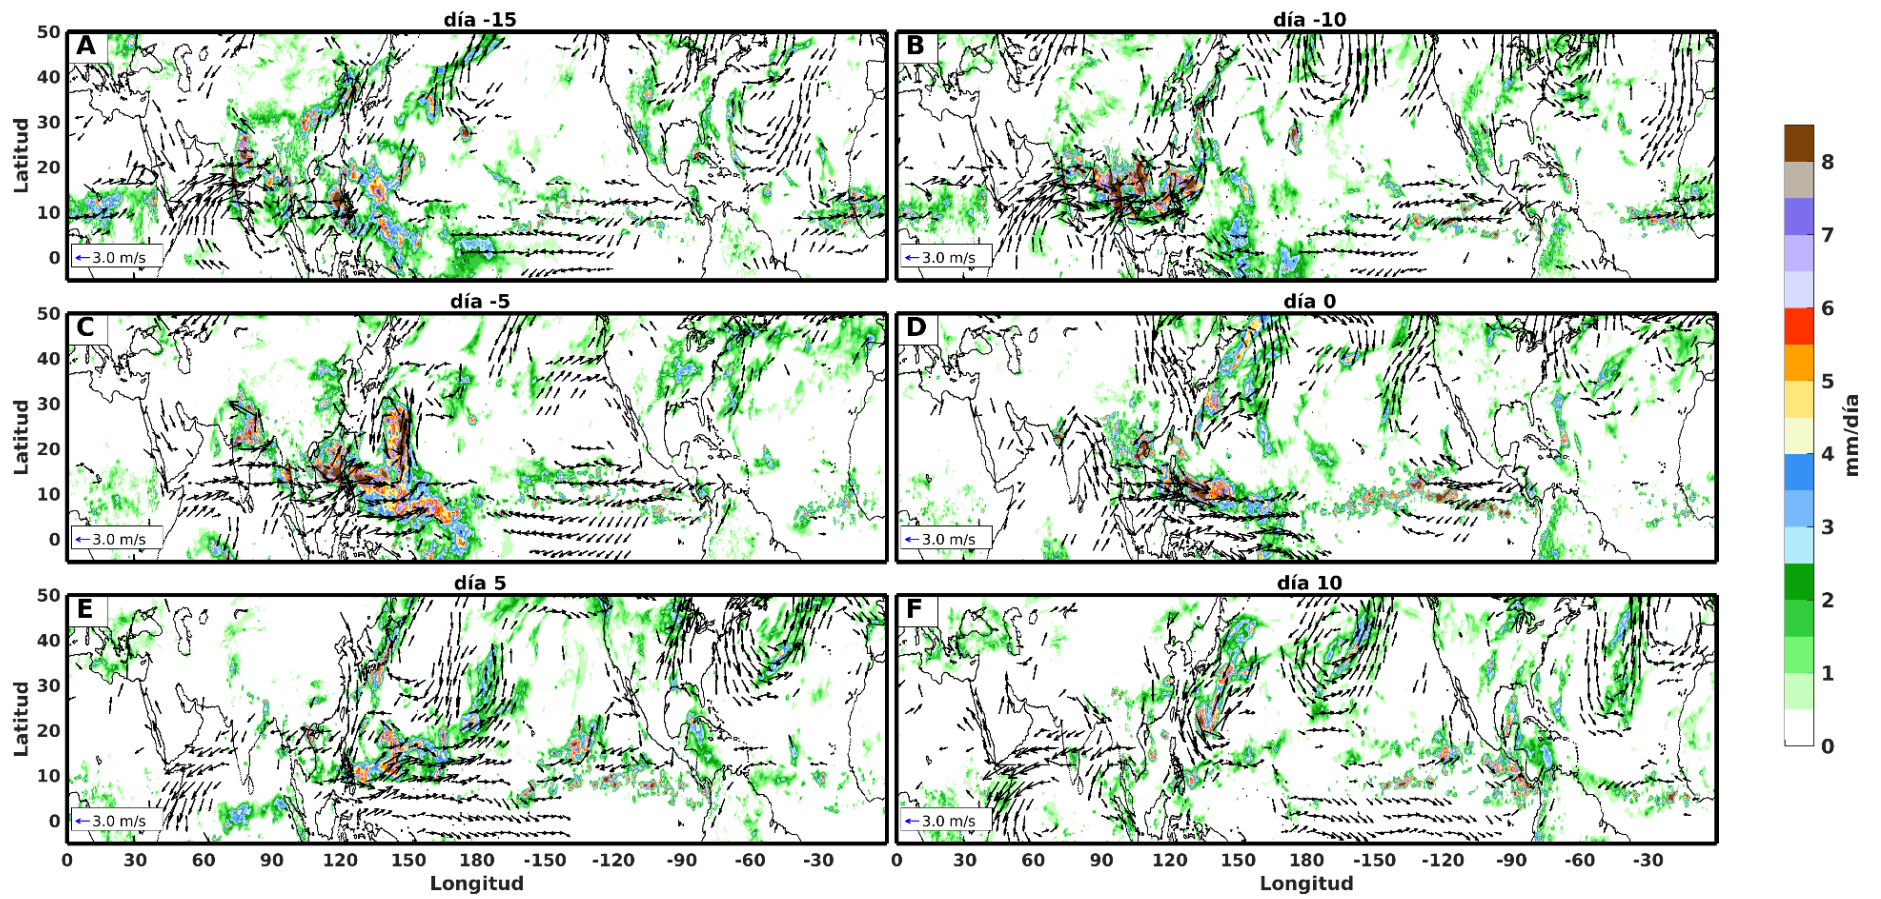 día -15
día -10
A
B
50
40
30
20
10
0
Latitud
←3.0 m/s
←3.0 m/s
día -5
día 0
C
D
50
40
30
20
10
0
Latitud
←3.0 m/s
←3.0 m/s
día 5
día 10
E
F
50
40
30
20
10
0
Latitud
←3.0 m/s
←3.0 m/s
0 30 60 90 120 150 180 -150 -120 -90 -60 -30
0 30 60 90 120 150 180 -150 -120 -90 -60 -30
Longitud
Longitud
8
7
6
5
4
3
2
1
0
mm/día